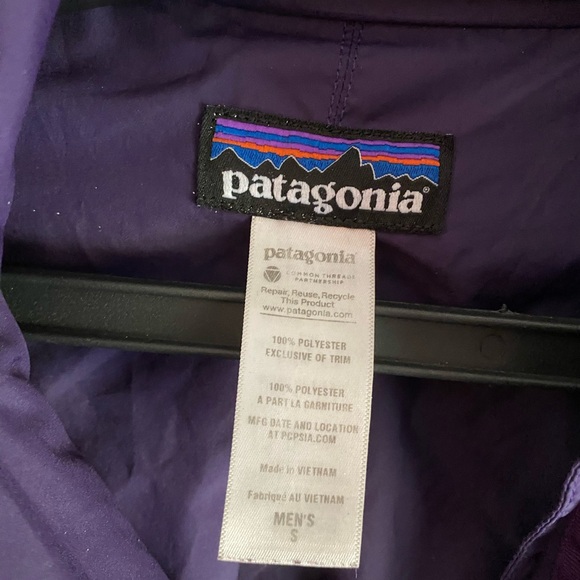 patagonia®
patagonia®
COMMON THREADS
PARTNERSHIP
Repair, Reuse, Recycle
This Product
www.patagonia.com
100% POLYESTER
EXCLUSIVE OF TRIM
100% POLYESTER
A PART LA GARNITURE
MFG DATE AND LOCATION
AT PCPSIA.COM
Made in VIETNAM
Fabriqué AU VIETNAM
MEN'S
S